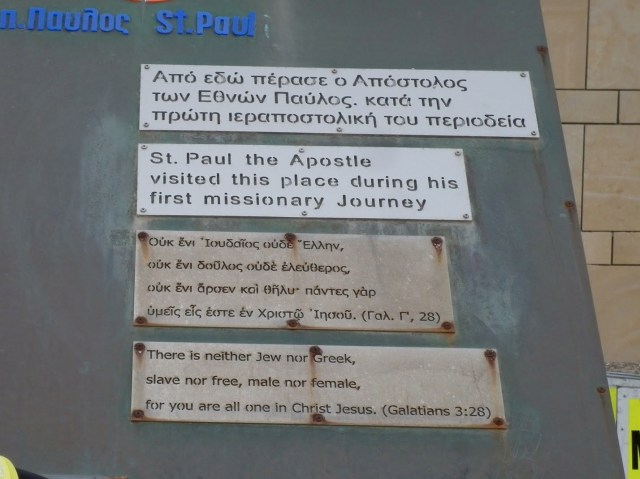 π.Παυλος St.Paul
Από εδώ πέρασε ο Απόστολος
των Εθνών Παύλος. κατά την
πρώτη ιεραποστολική του περιοδεία
St. Paul the Apostle
visited this place during his
first missionary Journey
Οὐκ ἔνι Ἰουδαῖος οὐδὲ Ἕλλην,
οὐκ ἔνι δοῦλος οὐδὲ ἐλεύθερος,
οὐκ ἔνι ἄρσεν καὶ θῆλυ· πάντες γὰρ
ὑμεῖς εἷς ἐστε ἐν Χριστῷ Ἰησοῦ. (Γαλ. Γ', 28)
There is neither Jew nor Greek,
slave nor free, male nor female,
for you are all one in Christ Jesus. (Galatians 3:28)